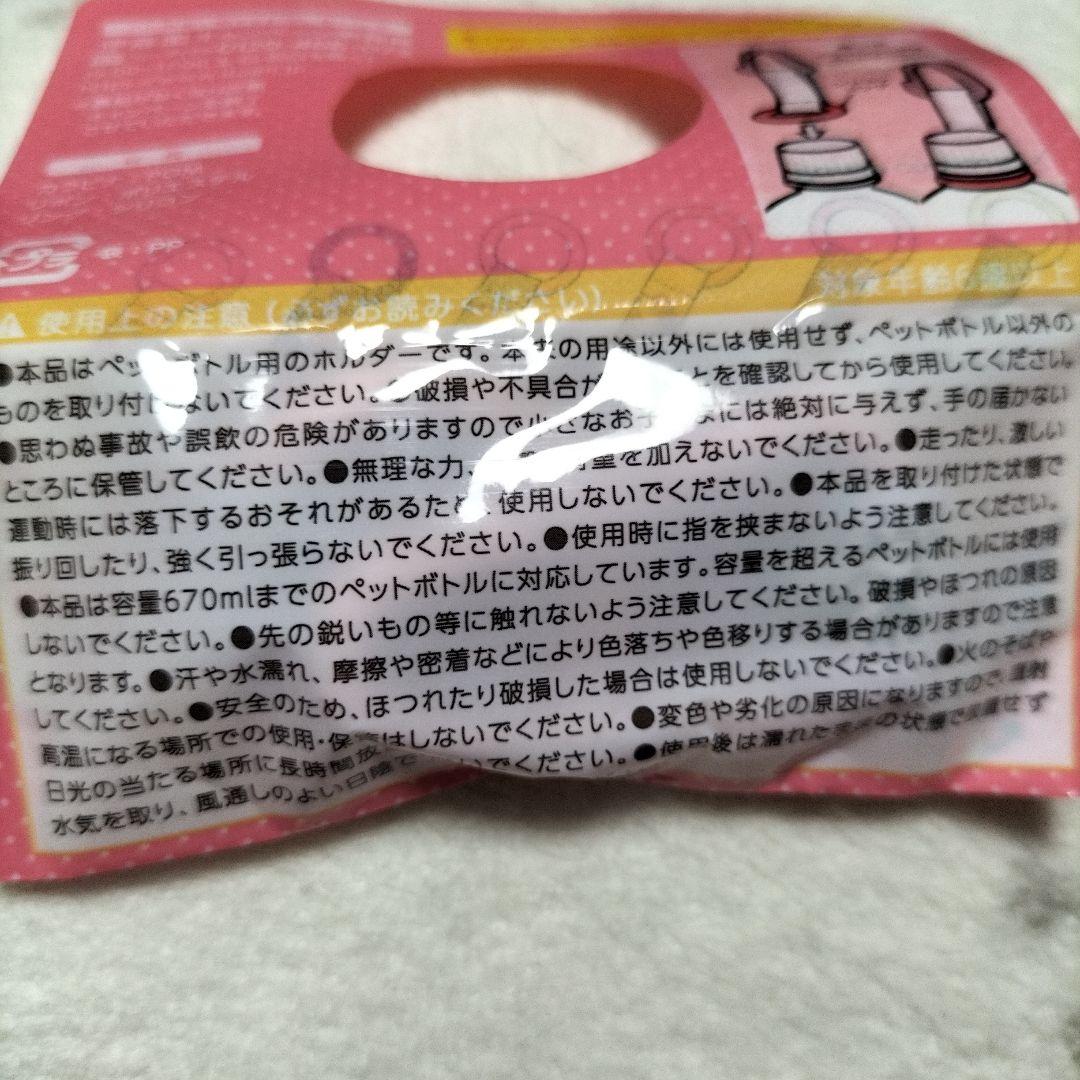 プラ
名:PP
使用上の注意(必ずお読みください)
対象年齢6歳以上
●本品はペットボトル用のホルダーです。本来の用途以外には使用せず、ペットボトル以外の
ものを取り付けないでください。●破損や不具合が とを確認してから使用してください。
●思わぬ事故や誤飲の危険がありますので小さなお子 には絶対に与えず、手の届かない
ところに保管してください。●無理な力、 重を加えないでください。●走ったり、激しい
運動時には落下するおそれがあるため、使用しないでください。●本品を取り付けた状態で
振り回したり、強く引っ張らないでください。●使用時に指を挟まないよう注意してください。
●本品は容量670mlまでのペットボトルに対応しています。容量を超えるペットボトルには使用
しないでください。●先の鋭いもの等に触れないよう注意してください。破損やほつれの原因
となります。●汗や水濡れ、摩擦や密着などにより色落ちや色移りする場合がありますので注意
してください。●安全のため、ほつれたり破損した場合は使用しないでください。●火のそばや
高温になる場所での使用・保管はしないでください。●変色や劣化の原因になりますので、直射
日光の当たる場所に長時間放 いでください。●使用後は濡れたままの状態で放置せず
水気を取り、風通しのよい日陰で